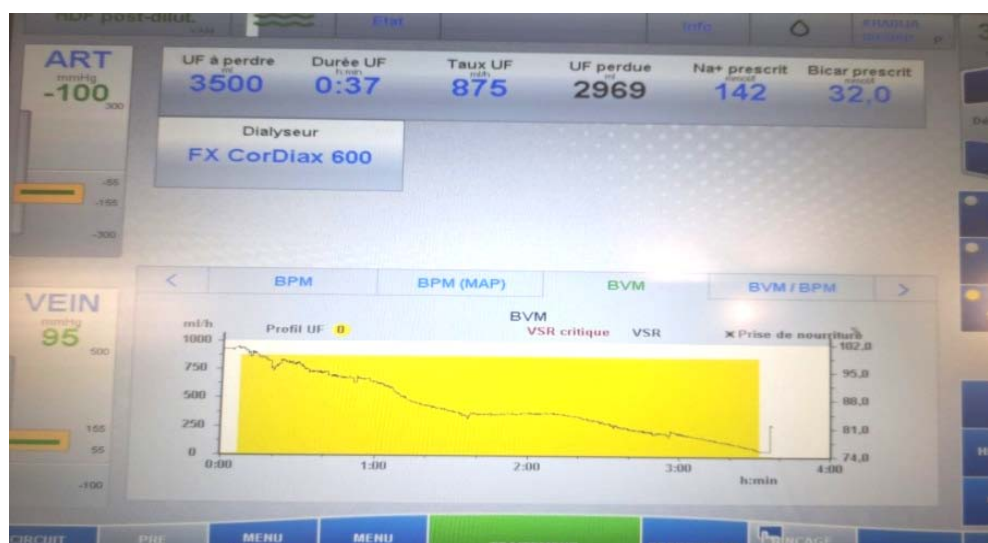 HDF post-dilut.
Etat
Info
ART
mmHg
-100
300
-55
-155
-300
UF à perdre
ml
3500
Durée UF
h:min
0:37
Taux UF
ml/h
875
UF perdue
ml
2969
Na+ prescrit
mmol/l
142
Bicar prescrit
mmol/l
32,0
Dialyseur
FX CorDiax 600
< BPM BPM (MAP) BVM BVM / BPM >
VEIN
mmHg
95
500
155
55
-100
BVM
ml/h Profil UF 0 VSR critique VSR × Prise de nourriture %
1000
750
500
250
0
102,0
95,0
88,0
81,0
74,0
0:00 1:00 2:00 3:00 4:00
h:min
CIRCUIT
PRE
MENU
MENU